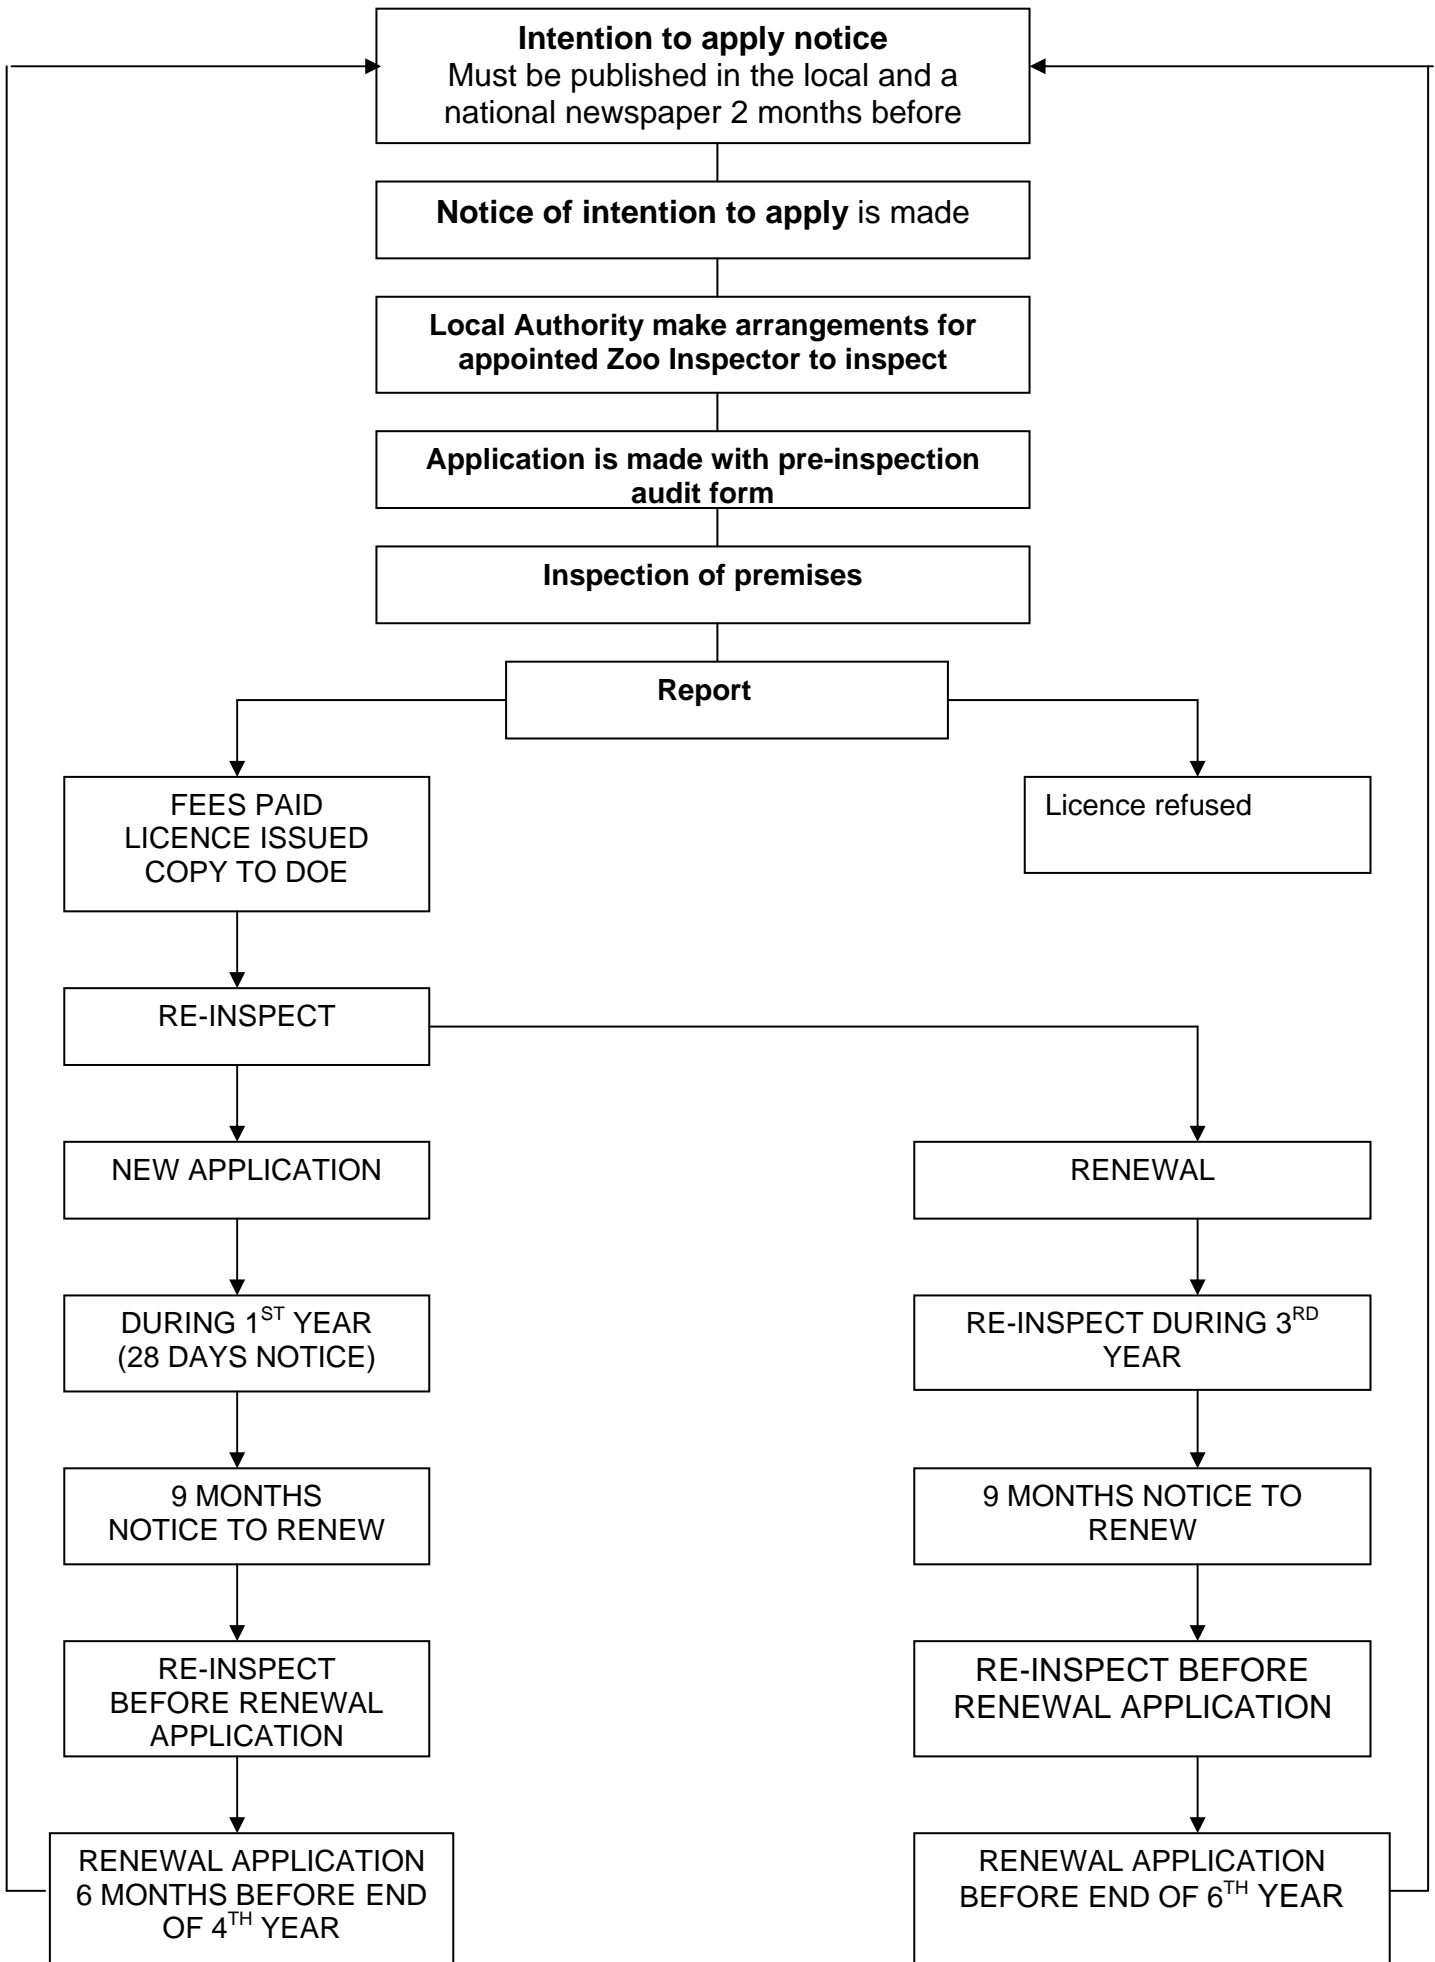 Intention to apply notice
Must be published in the local and a
national newspaper 2 months before
Notice of intention to apply is made
Local Authority make arrangements for
appointed Zoo Inspector to inspect
Application is made with pre-inspection
audit form
Inspection of premises
Report
FEES PAID
LICENCE ISSUED
COPY TO DOE
Licence refused
RE-INSPECT
NEW APPLICATION
RENEWAL
DURING 1ST YEAR
(28 DAYS NOTICE)
RE-INSPECT DURING 3RD
YEAR
9 MONTHS
NOTICE TO RENEW
9 MONTHS NOTICE TO
RENEW
RE-INSPECT
BEFORE RENEWAL
APPLICATION
RE-INSPECT BEFORE
RENEWAL APPLICATION
RENEWAL APPLICATION
6 MONTHS BEFORE END
OF 4TH YEAR
RENEWAL APPLICATION
BEFORE END OF 6TH YEAR